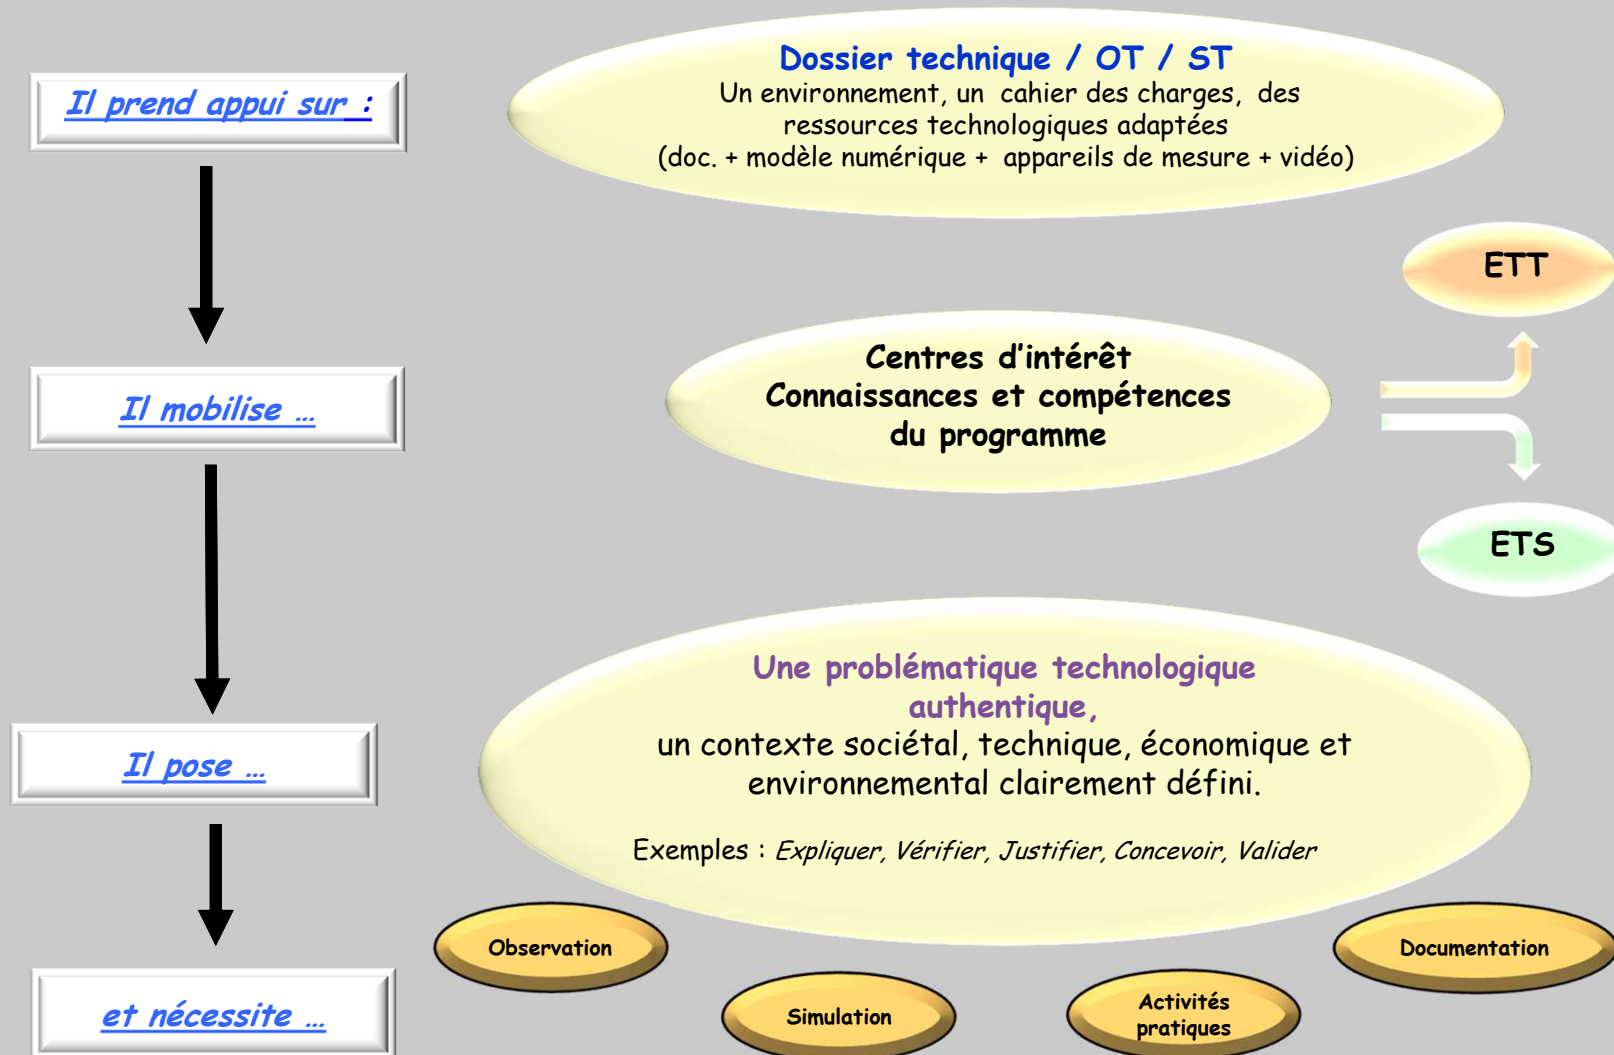 Il prend appui sur :
Dossier technique / OT / ST
Un environnement, un cahier des charges, des
ressources technologiques adaptées
(doc. + modèle numérique + appareils de mesure + vidéo)
ETT
Il mobilise ...
Centres d'intérêt
Connaissances et compétences
du programme
ETS
Il pose ...
Une problématique technologique
authentique,
un contexte sociétal, technique, économique et
environnemental clairement défini.
Exemples : Expliquer, Vérifier, Justifier, Concevoir, Valider
et nécessite ...
Observation
Simulation
Activités
pratiques
Documentation